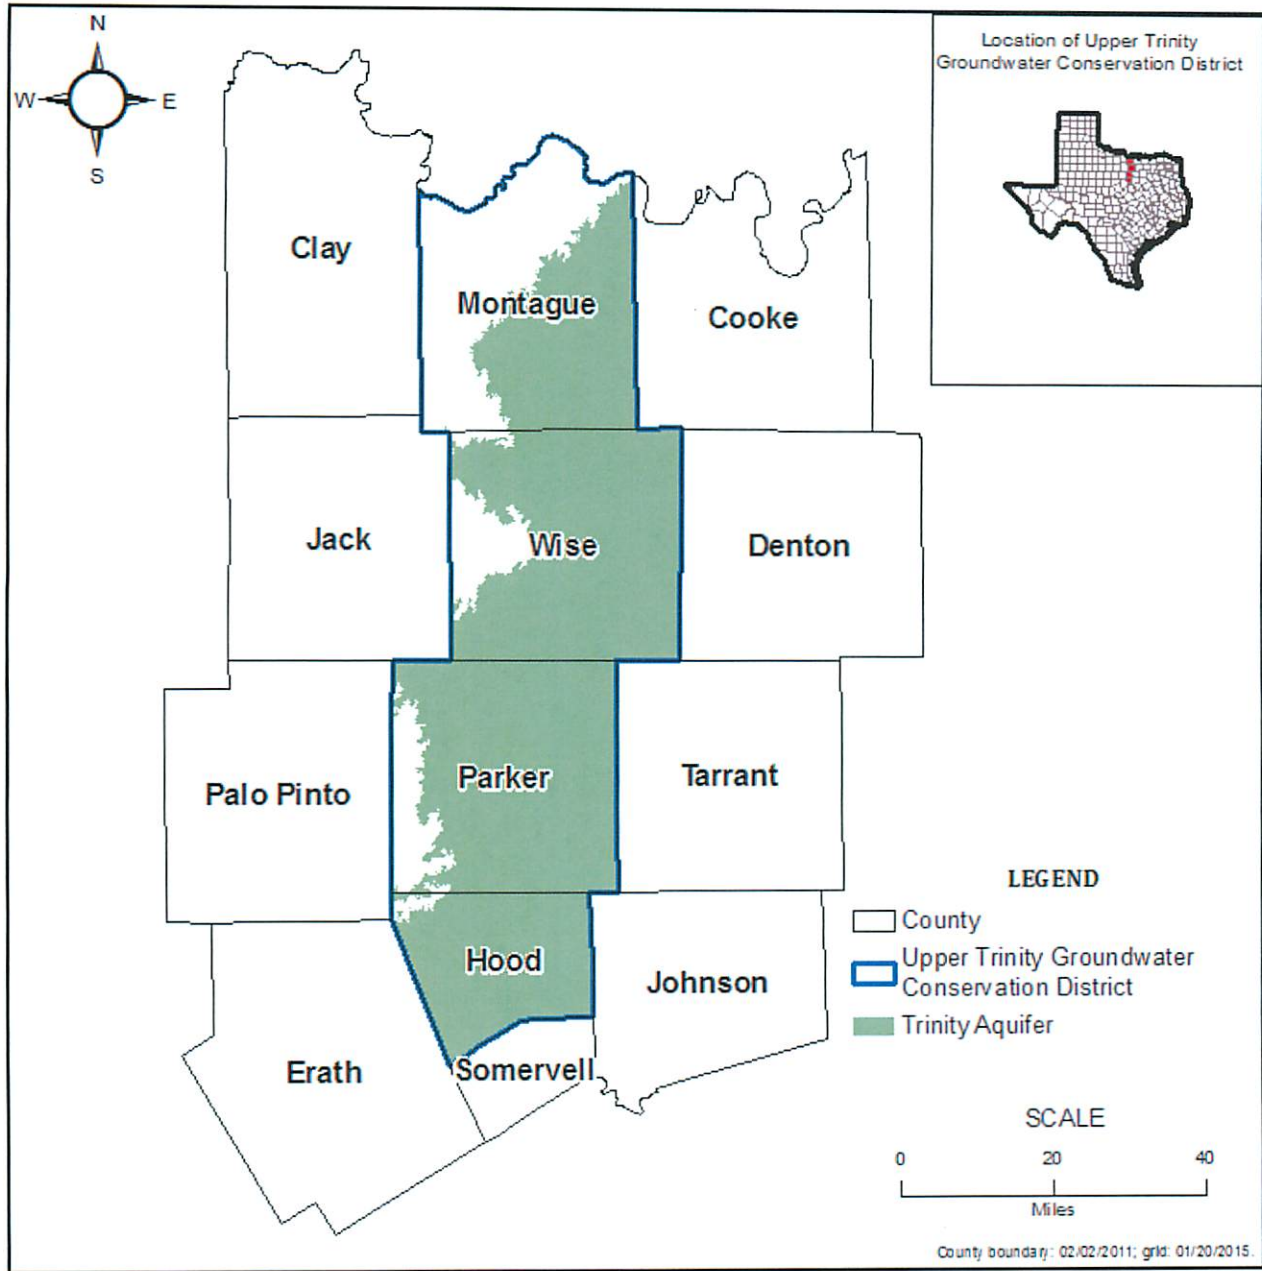 N
W
E
S
Location of Upper Trinity
Groundwater Conservation District
Clay
Montague
Cooke
Jack
Wise
Denton
Palo Pinto
Parker
Tarrant
Hood
Johnson
Erath
Somervell
LEGEND
County
Upper Trinity Groundwater
Conservation District
Trinity Aquifer
SCALE
0 20 40
Miles
County boundary: 02/02/2011; grid: 01/20/2015.